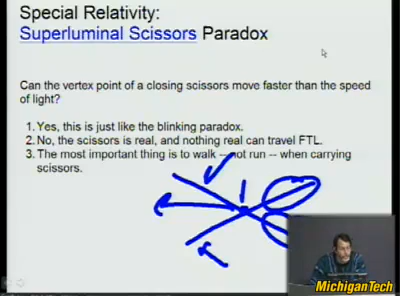 Special Relativity:
Superluminal Scissors Paradox
Can the vertex point of a closing scissors move faster than the speed
of light?
1. Yes, this is just like the blinking paradox.
2. No, the scissors is real, and nothing real can travel FTL.
3. The most important thing is to walk -- not run -- when carrying
scissors.
MichiganTech